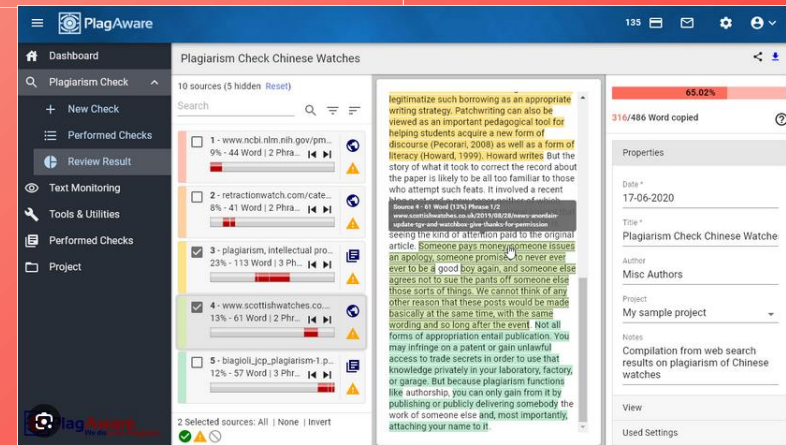 PlagAware
135
Dashboard
Plagiarism Check
New Check
Performed Checks
Review Result
Text Monitoring
Tools & Utilities
Performed Checks
Project
Plagiarism Check Chinese Watches
10 sources (5 hidden Reset)
Search
1 - www.ncbi.nlm.nih.gov/pm...
9% - 44 Word | 2 Phra...
2 - retractionwatch.com/cate...
8% - 41 Word | 2 Phra...
3 - plagiarism, intellectual pro...
23% - 113 Word | 3 Ph...
4 - www.scottishwatches.co....
13% - 61 Word | 2 Phr...
5 - biagioli_jcp_plagiarism-1.p...
12% - 57 Word | 3 Phr...
2 Selected sources: All | None | Invert
legitimatize such borrowing as an appropriate
writing strategy. Patchwriting can also be
viewed as an important pedagogical tool for
helping students acquire a new form of
discourse (Pecorari, 2008) as well as a form of
literacy (Howard, 1999). Howard writes But the
story of what it took to correct the record about
the paper is likely to be all too familiar to those
who attempt such feats. It involved a recent
Source 4 - 61 Word (13%) Phrase 1/2
www.scottishwatches.co.uk/2019/08/28/news-anordain-
update-tgv-and-watchbox-give-thanks-for-permission
seeing the kind of attention paid to the original
article. Someone pays money, someone issues
an apology, someone promises to never ever
ever to be a good boy again, and someone else
agrees not to sue the pants off someone else
those sorts of things. We cannot think of any
other reason that these posts would be made
basically at the same time, with the same
wording and so long after the event. Not all
forms of appropriation entail publication. You
may infringe on a patent or gain unlawful
access to trade secrets in order to use that
knowledge privately in your laboratory, factory,
or garage. But because plagiarism functions
like authorship, you can only gain from it by
publishing or publicly delivering somebody the
work of someone else and, most importantly,
attaching your name to it.
65.02%
316/486 Word copied
Properties
Date *
17-06-2020
Title *
Plagiarism Check Chinese Watche
Author
Misc Authors
Project
My sample project
Notes
Compilation from web search
results on plagiarism of Chinese
watches
View
Used Settings